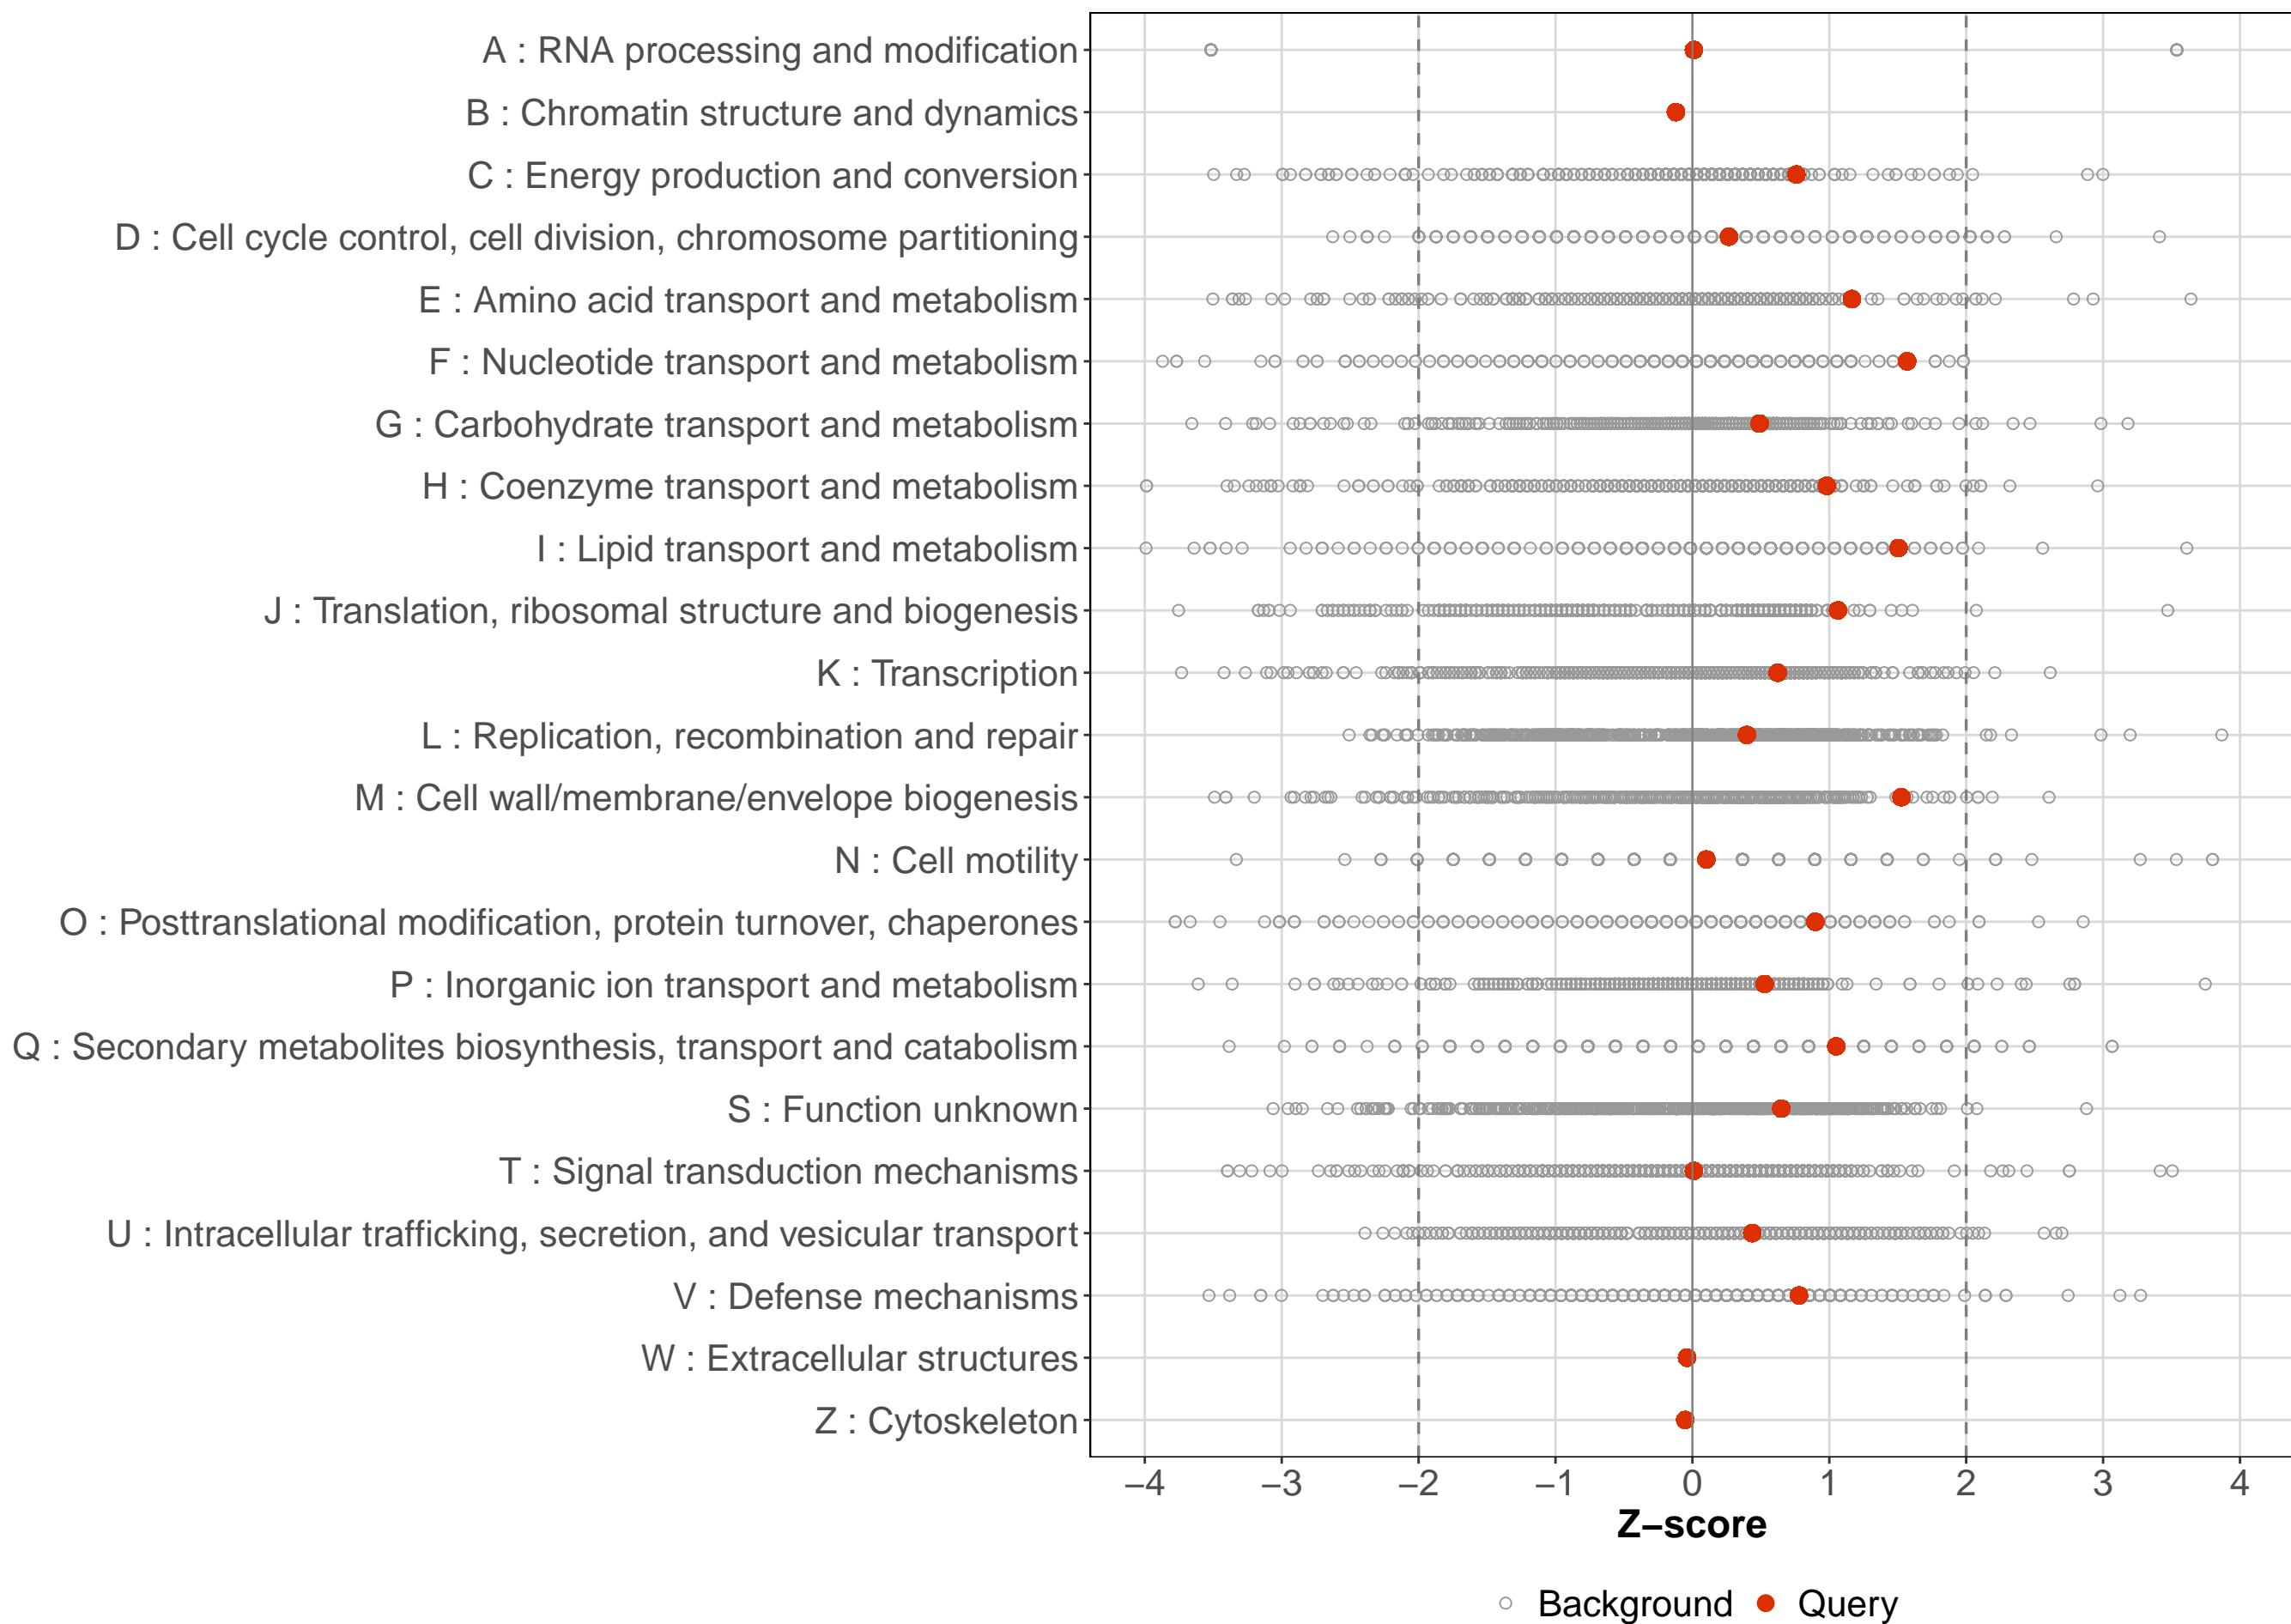 A : RNA processing and modification
B : Chromatin structure and dynamics
C : Energy production and conversion
D : Cell cycle control, cell division, chromosome partitioning
E : Amino acid transport and metabolism
F : Nucleotide transport and metabolism
G : Carbohydrate transport and metabolism
H : Coenzyme transport and metabolism
I : Lipid transport and metabolism
J : Translation, ribosomal structure and biogenesis
K : Transcription
L : Replication, recombination and repair
M : Cell wall/membrane/envelope biogenesis
N : Cell motility
O : Posttranslational modification, protein turnover, chaperones
P : Inorganic ion transport and metabolism
Q : Secondary metabolites biosynthesis, transport and catabolism
S : Function unknown
T : Signal transduction mechanisms
U : Intracellular trafficking, secretion, and vesicular transport
V : Defense mechanisms
W : Extracellular structures
Z : Cytoskeleton
−4 −3 −2 −1 0 1 2 3 4
Z−score
Background Query